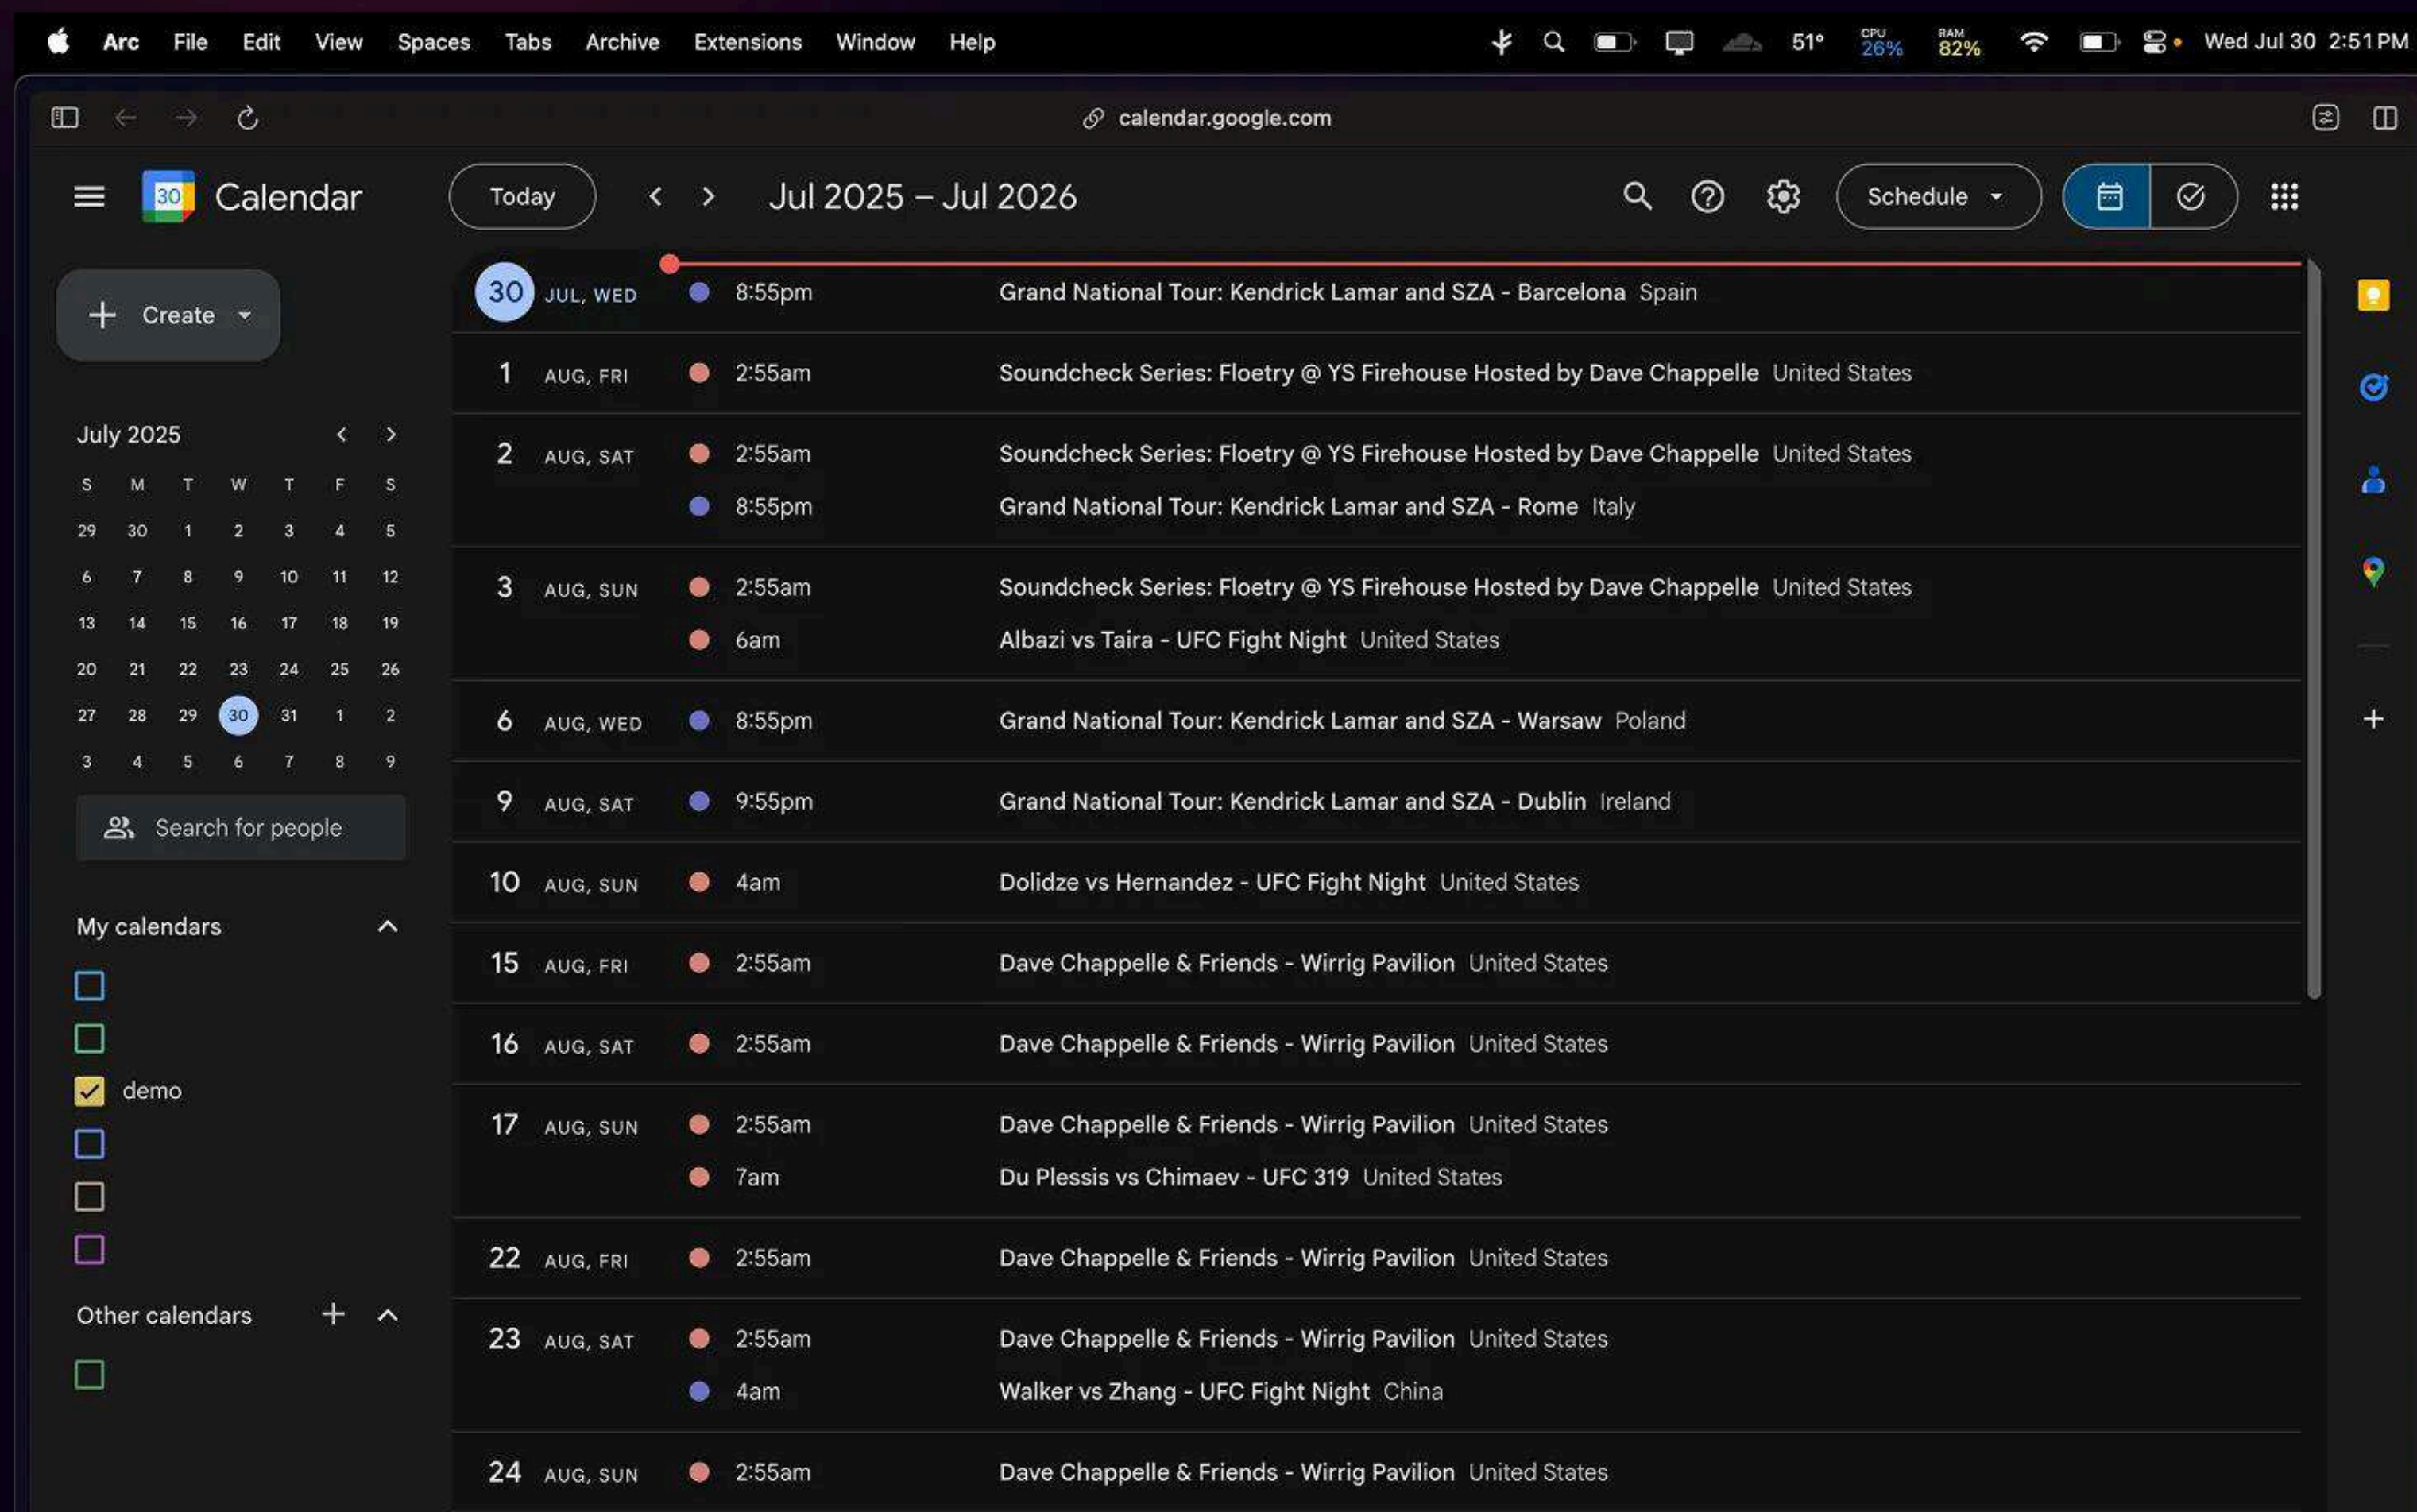 Arc File Edit View Spaces Tabs Archive Extensions Window Help 51° CPU 26% RAM 82% Wed Jul 30 2:51 PM
calendar.google.com
30 Calendar Today Jul 2025 – Jul 2026 Schedule
Create
July 2025
S M T W T F S
29 30 1 2 3 4 5
6 7 8 9 10 11 12
13 14 15 16 17 18 19
20 21 22 23 24 25 26
27 28 29 30 31 1 2
3 4 5 6 7 8 9
Search for people
My calendars
demo
Other calendars
30 JUL, WED 8:55pm Grand National Tour: Kendrick Lamar and SZA - Barcelona Spain
1 AUG, FRI 2:55am Soundcheck Series: Floetry @ YS Firehouse Hosted by Dave Chappelle United States
2 AUG, SAT 2:55am Soundcheck Series: Floetry @ YS Firehouse Hosted by Dave Chappelle United States
8:55pm Grand National Tour: Kendrick Lamar and SZA - Rome Italy
3 AUG, SUN 2:55am Soundcheck Series: Floetry @ YS Firehouse Hosted by Dave Chappelle United States
6am Albazi vs Taira - UFC Fight Night United States
6 AUG, WED 8:55pm Grand National Tour: Kendrick Lamar and SZA - Warsaw Poland
9 AUG, SAT 9:55pm Grand National Tour: Kendrick Lamar and SZA - Dublin Ireland
10 AUG, SUN 4am Dolidze vs Hernandez - UFC Fight Night United States
15 AUG, FRI 2:55am Dave Chappelle & Friends - Wirrig Pavilion United States
16 AUG, SAT 2:55am Dave Chappelle & Friends - Wirrig Pavilion United States
17 AUG, SUN 2:55am Dave Chappelle & Friends - Wirrig Pavilion United States
7am Du Plessis vs Chimaev - UFC 319 United States
22 AUG, FRI 2:55am Dave Chappelle & Friends - Wirrig Pavilion United States
23 AUG, SAT 2:55am Dave Chappelle & Friends - Wirrig Pavilion United States
4am Walker vs Zhang - UFC Fight Night China
24 AUG, SUN 2:55am Dave Chappelle & Friends - Wirrig Pavilion United States